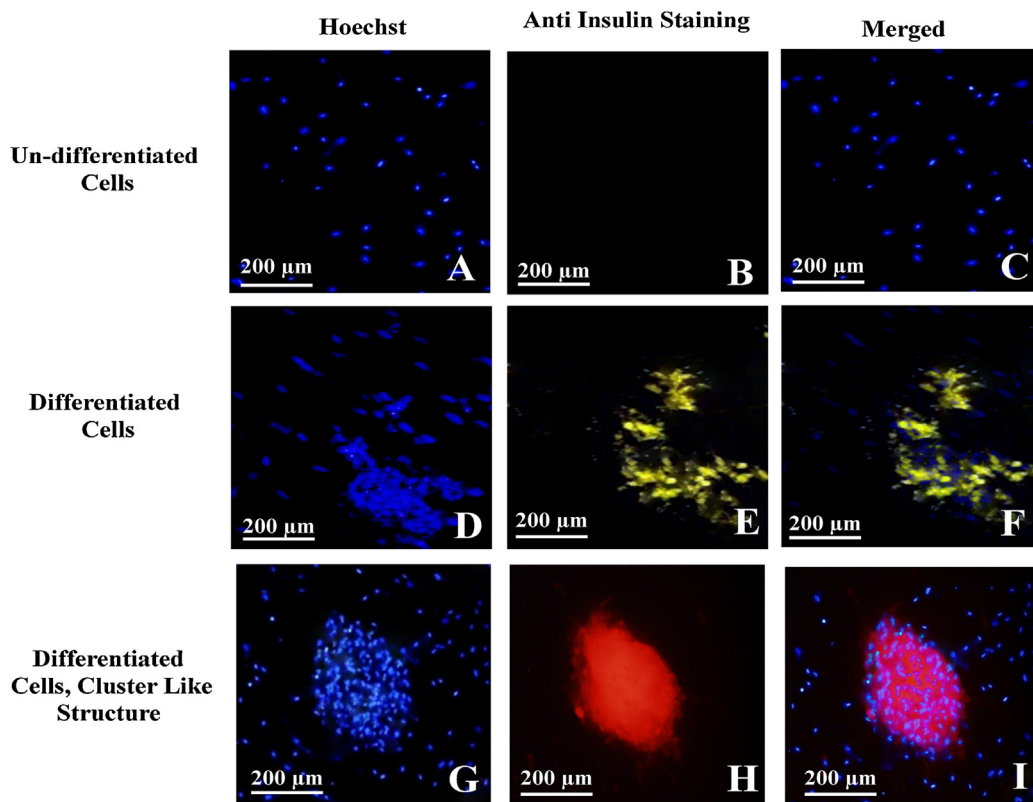 Hoechst
Anti Insulin Staining
Merged
Un-differentiated
Cells
200 µm
A
200 µm
B
200 µm
C
Differentiated
Cells
200 µm
D
200 µm
E
200 µm
F
Differentiated
Cells, Cluster Like
Structure
200 µm
G
200 µm
H
200 µm
I